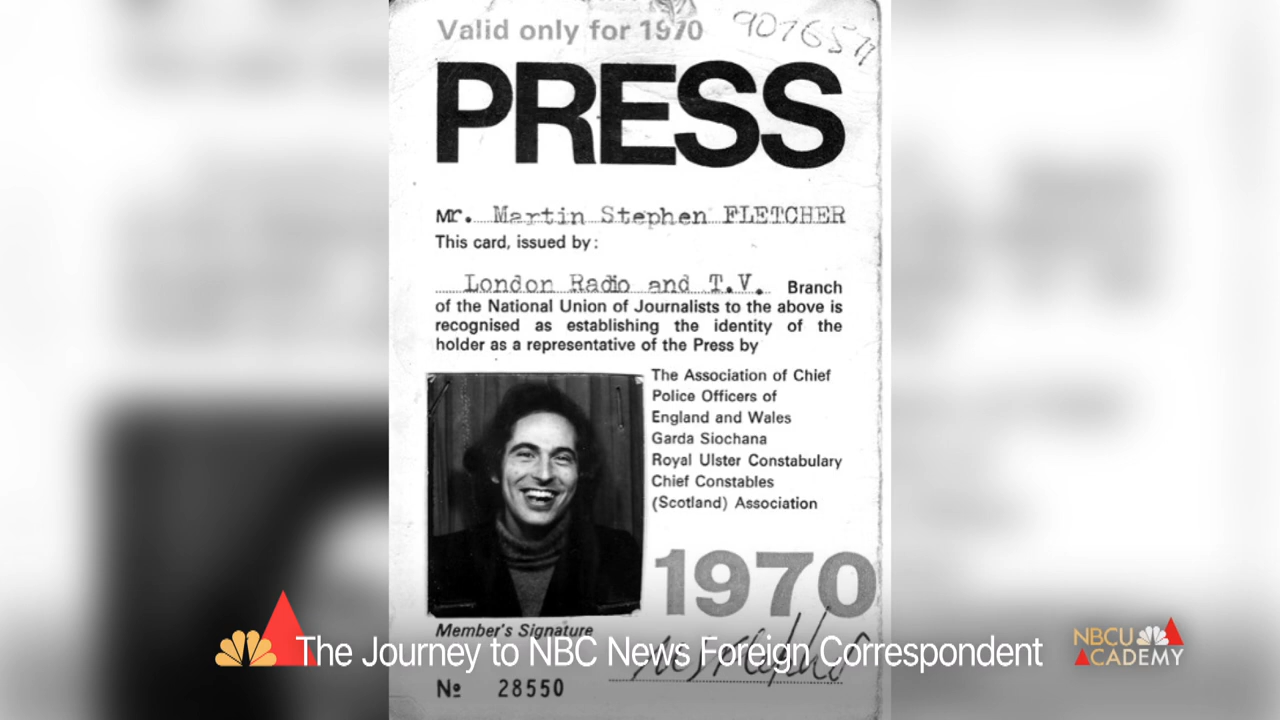 Valid only for 1970
PRESS
Mr. Martin Stephen FLETCHER
This card, issued by:
London Radio and T.V. Branch
of the National Union of Journalists to the above is
recognised as establishing the identity of the
holder as a representative of the Press by
The Association of Chief
Police Officers of
England and Wales
Garda Siochana
Royal Ulster Constabulary
Chief Constables
(Scotland) Association
1970
Member's Signature
The Journey to NBC News Foreign Correspondent
№ 28550
NBCU
ACADEMY